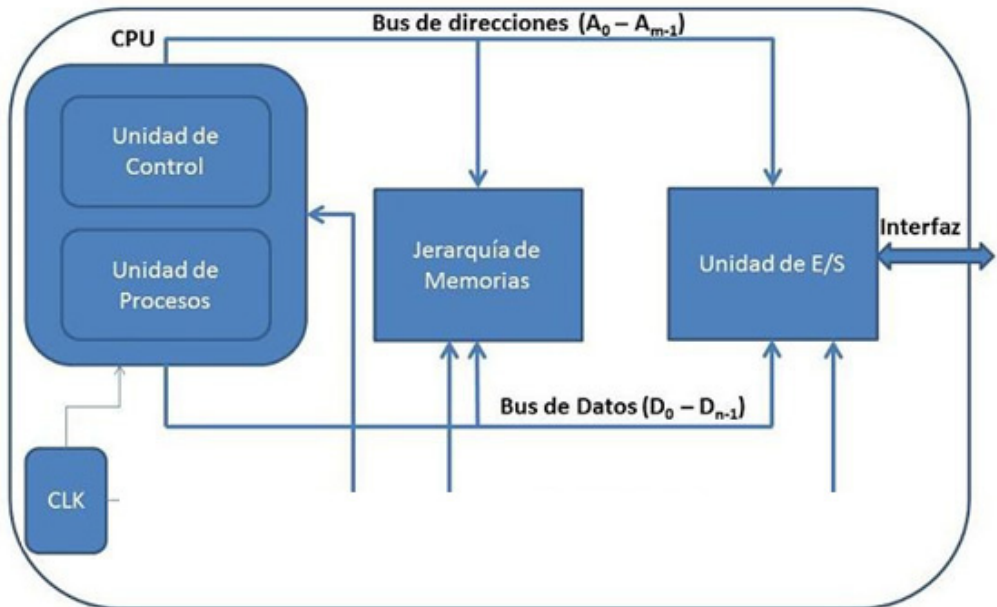 Bus de direcciones (A₀ – Aₘ₋₁)
CPU
Unidad de
Control
Unidad de
Procesos
Jerarquía de
Memorias
Unidad de E/S
Interfaz
Bus de Datos (D₀ – Dₙ₋₁)
CLK